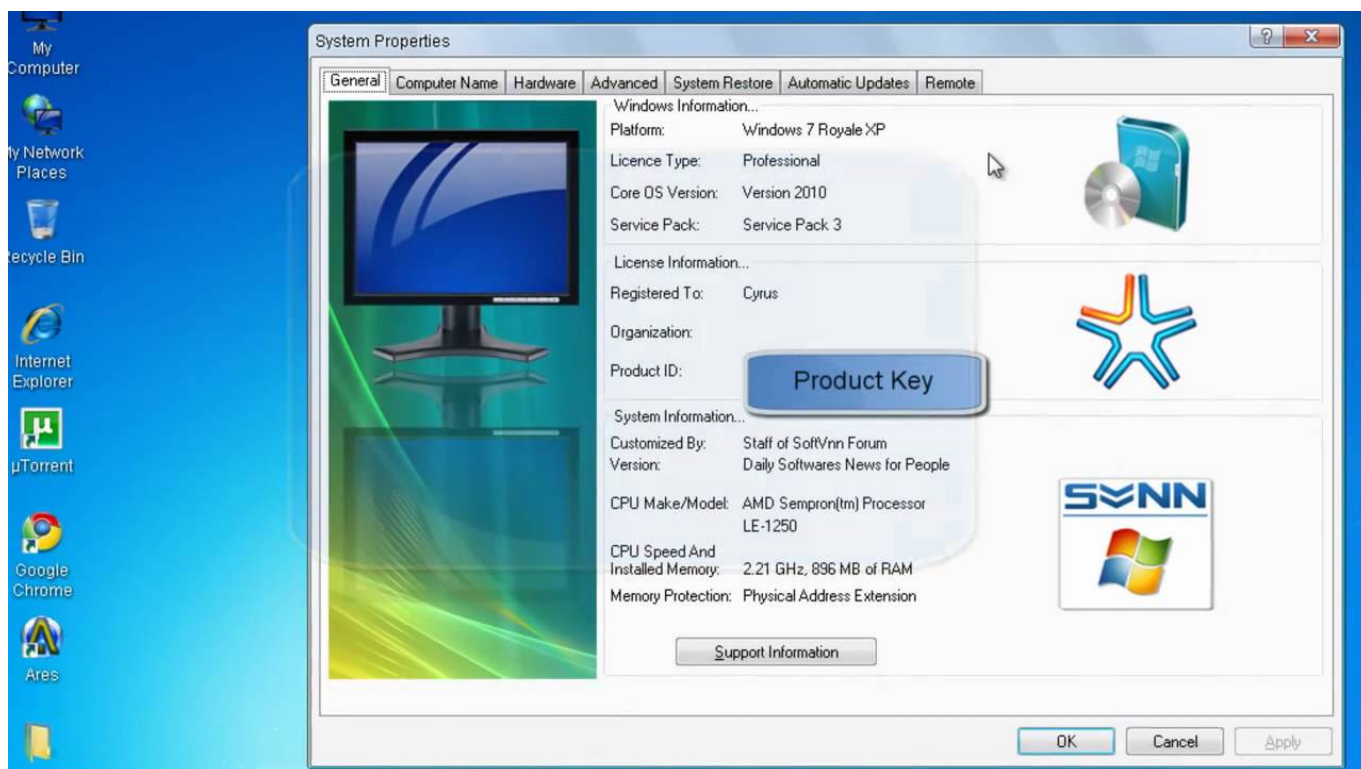 My
Computer
y Network
Places
ecycle Bin
Internet
Explorer
µ
µTorrent
Google
Chrome
Ares
System Properties
?
X
General
Computer Name
Hardware
Advanced
System Restore
Automatic Updates
Remote
Windows Information...
Platform: Windows 7 Royale XP
Licence Type: Professional
Core OS Version: Version 2010
Service Pack: Service Pack 3
License Information...
Registered To: Cyrus
Organization:
Product ID: Product Key
System Information...
Customized By: Staff of SoftVnn Forum
Version: Daily Softwares News for People
CPU Make/Model: AMD Sempron(tm) Processor
LE-1250
CPU Speed And
Installed Memory: 2.21 GHz, 896 MB of RAM
Memory Protection: Physical Address Extension
SVNN
Support Information
OK
Cancel
Apply